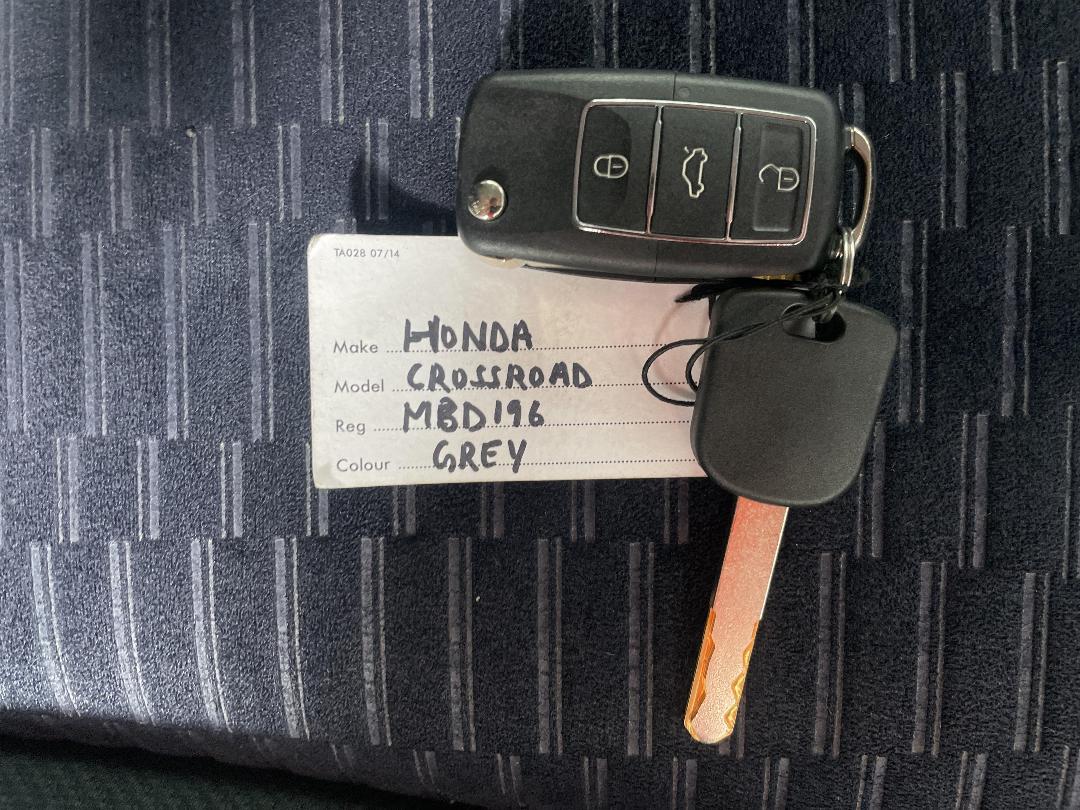 TA028 07/14
Make HONDA
Model CROSSROAD
Reg MBD196
Colour GREY